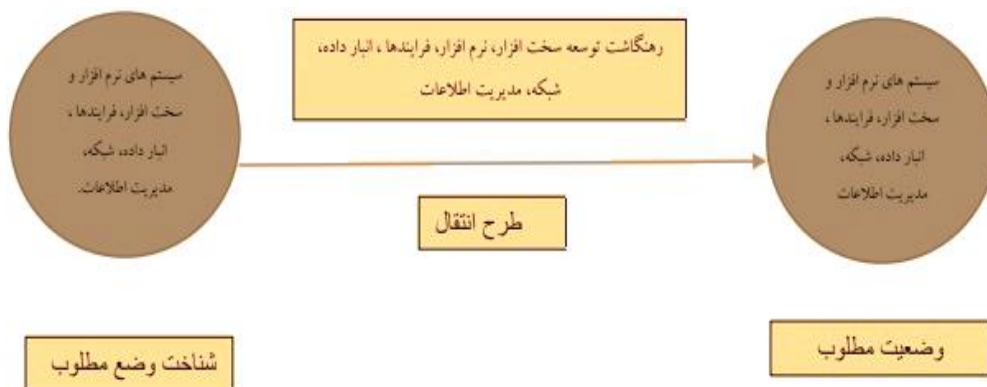 رهنگاشت توسعه سخت افزار، نرم افزار، فرایندها ، انبار داده،
شبکه، مدیریت اطلاعات
سیستم های نرم افزار و
سخت افزار، فرایندها ،
انبار داده، شبکه،
مدیریت اطلاعات
سیستم های نرم افزار و
سخت افزار، فرایندها ،
انبار داده، شبکه،
مدیریت اطلاعات.
طرح انتقال
وضعیت مطلوب
شناخت وضع مطلوب